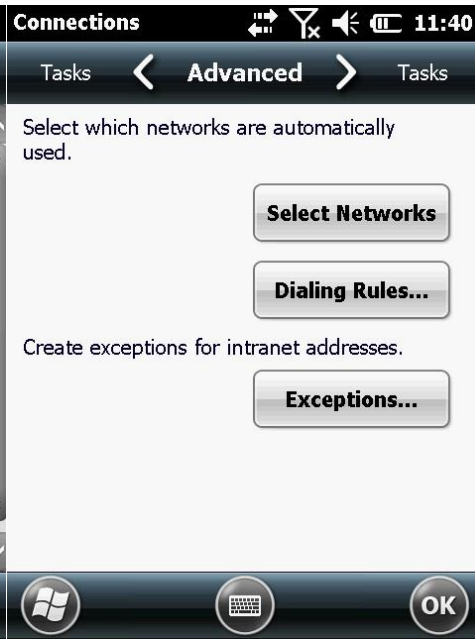 Connections 11:40
Tasks Advanced Tasks
Select which networks are automatically
used.
Select Networks
Dialing Rules...
Create exceptions for intranet addresses.
Exceptions...
OK